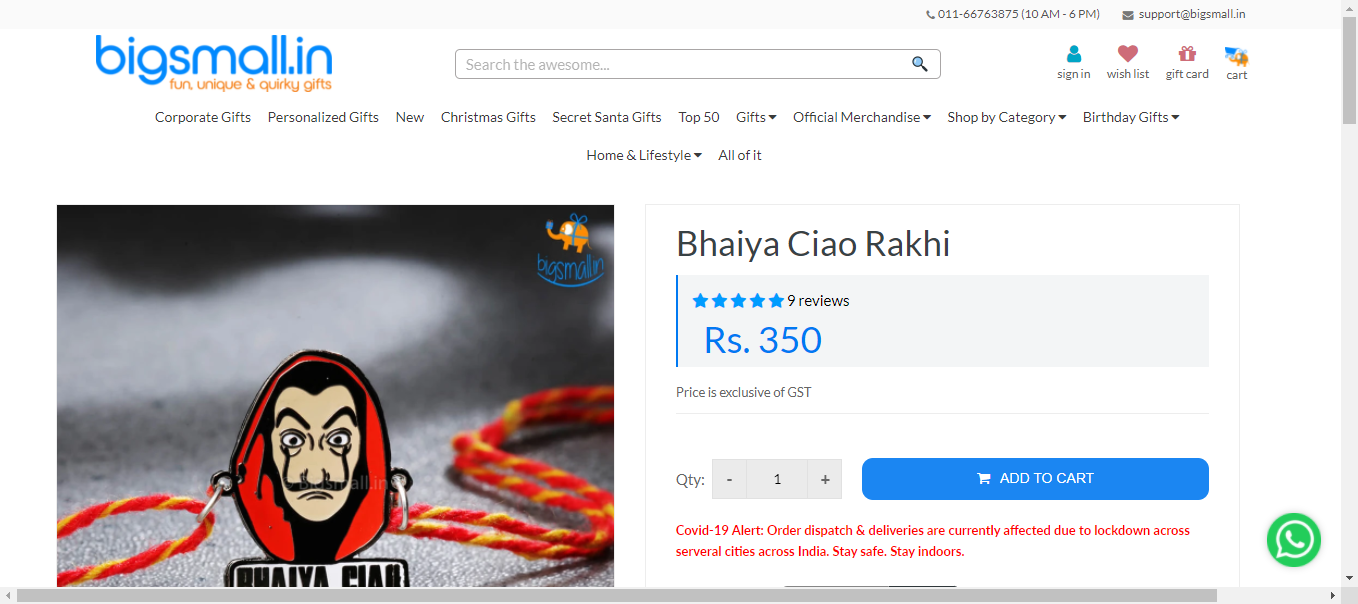 011-66763875 (10 AM - 6 PM) support@bigsmall.in
bigsmall.in
fun, unique & quirky gifts
Search the awesome...
sign in wish list gift card cart
Corporate Gifts Personalized Gifts New Christmas Gifts Secret Santa Gifts Top 50 Gifts Official Merchandise Shop by Category Birthday Gifts
Home & Lifestyle All of it
bigsmall.in
bigsmall.in
BHAIYA CIAO
Bhaiya Ciao Rakhi
9 reviews
Rs. 350
Price is exclusive of GST
Qty: - 1 + ADD TO CART
Covid-19 Alert: Order dispatch & deliveries are currently affected due to lockdown across
serveral cities across India. Stay safe. Stay indoors.